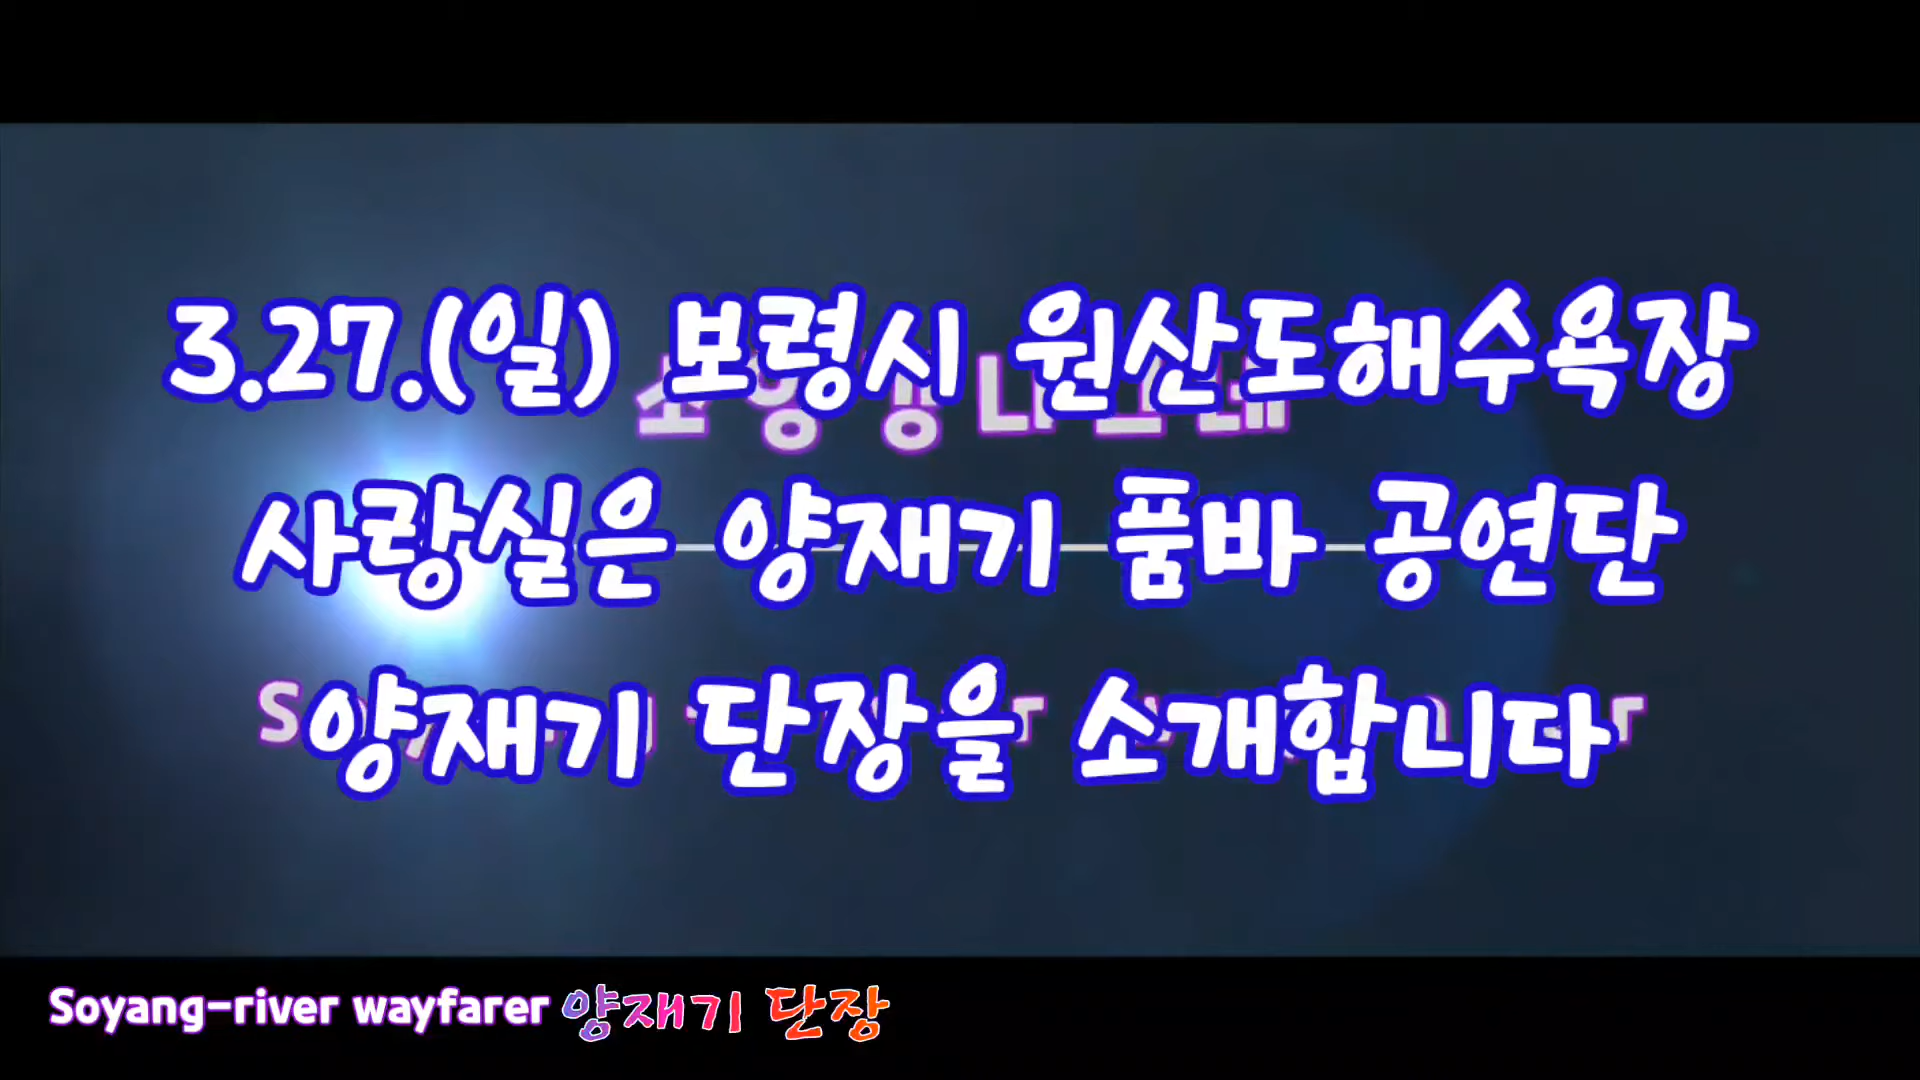 3.27.(일) 보령시 원산도해수욕장
사랑실은 양재기 품바 공연단
양재기 단장을 소개합니다
Soyang-river wayfarer 양재기 단장